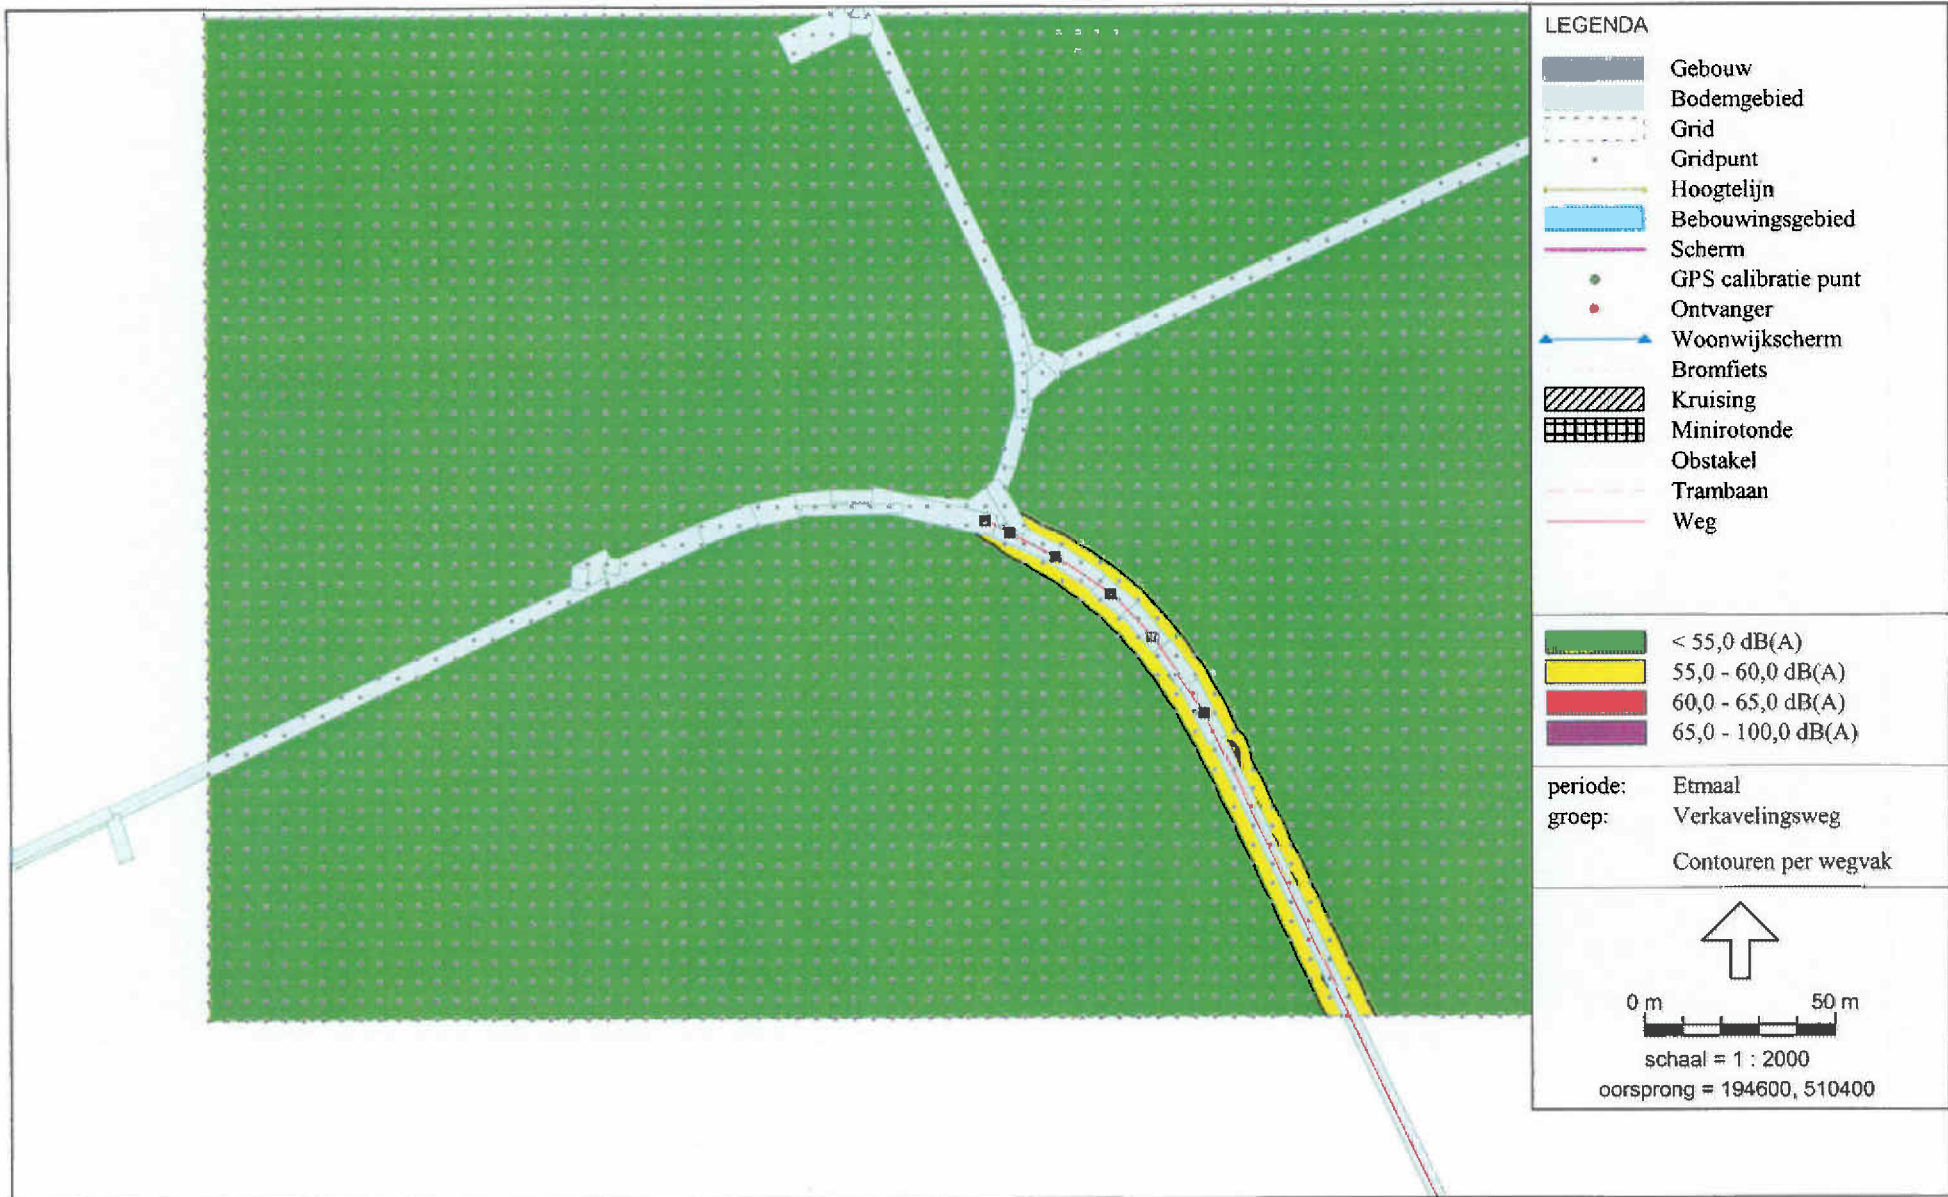 LEGENDA
Gebouw
Bodemgebied
Grid
Gridpunt
Hoogtelijn
Bebouwingsgebied
Scherm
GPS calibratie punt
Ontvanger
Woonwijkscherm
Bromfiets
Kruising
Minirotonde
Obstakel
Trambaan
Weg
< 55,0 dB(A)
55,0 - 60,0 dB(A)
60,0 - 65,0 dB(A)
65,0 - 100,0 dB(A)
periode: Etmaal
groep: Verkavelingsweg
Contouren per wegvak
0 m 50 m
schaal = 1 : 2000
oorsprong = 194600, 510400